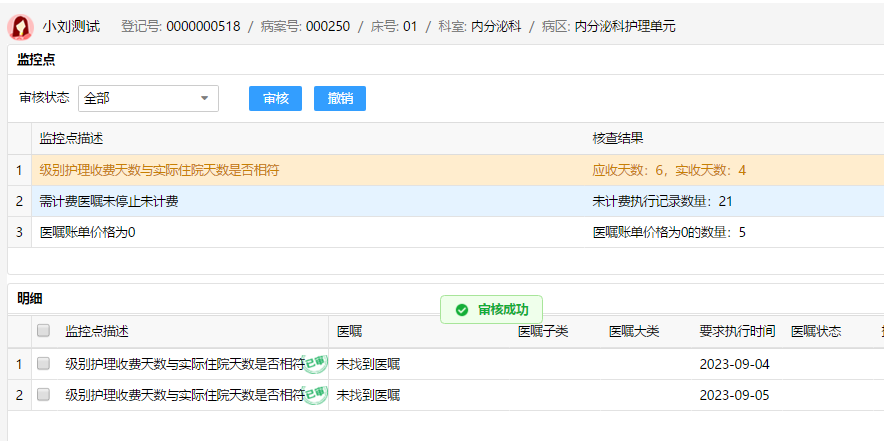 小刘测试 登记号: 0000000518 / 病案号: 000250 / 床号: 01 / 科室: 内分泌科 / 病区: 内分泌科护理单元
监控点
审核状态 全部 审核 撤销
监控点描述 核查结果
1 级别护理收费天数与实际住院天数是否相符 应收天数：6，实收天数：4
2 需计费医嘱未停止未计费 未计费执行记录数量：21
3 医嘱账单价格为0 医嘱账单价格为0的数量：5
明细
审核成功
监控点描述 医嘱 医嘱子类 医嘱大类 要求执行时间 医嘱状态
1 级别护理收费天数与实际住院天数是否相符 已审 未找到医嘱 2023-09-04
2 级别护理收费天数与实际住院天数是否相符 已审 未找到医嘱 2023-09-05